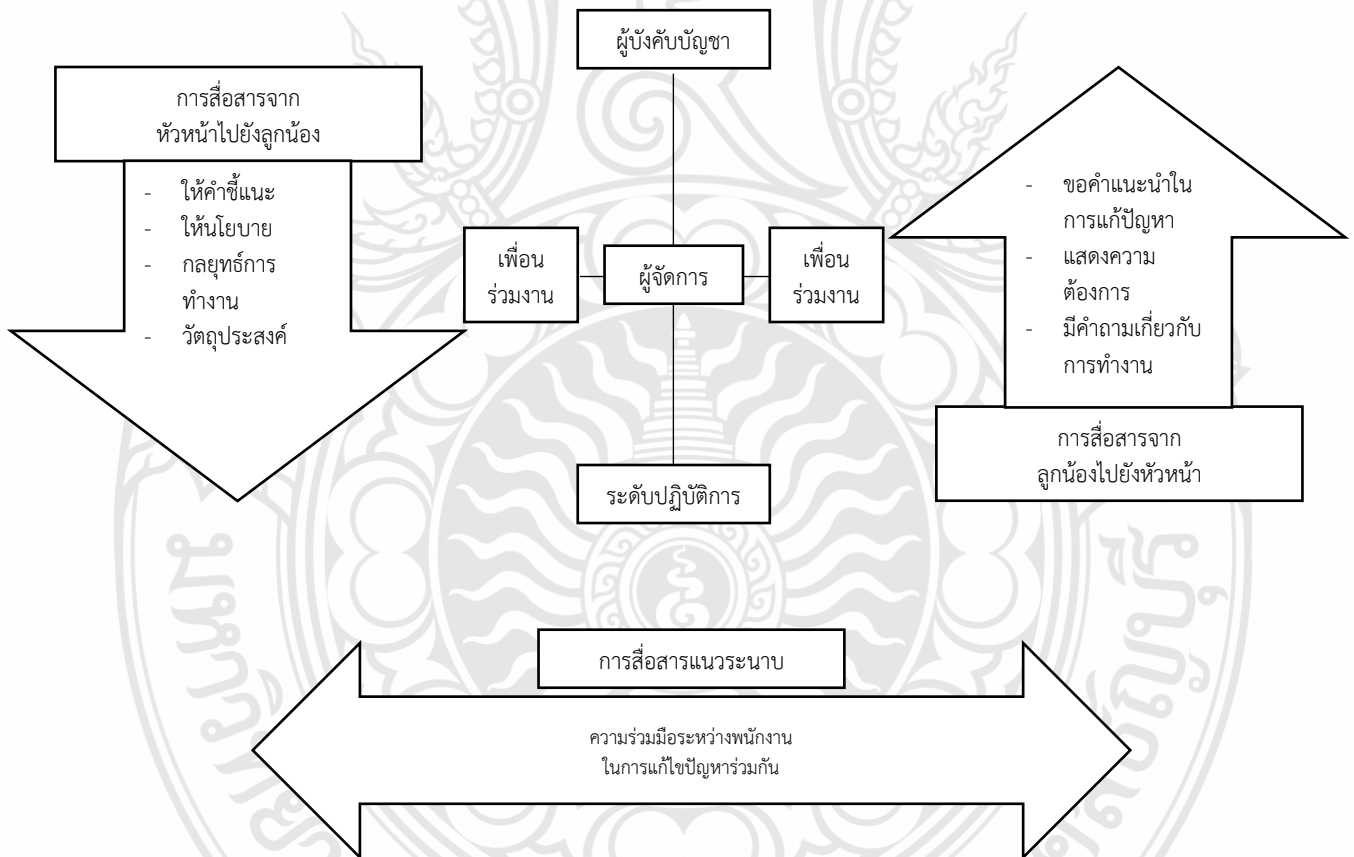 ผู้บังคับบัญชา
การสื่อสารจาก
หัวหน้าไปยังลูกน้อง
- ให้คำชี้แนะ
- ให้นโยบาย
- กลยุทธ์การ
ทำงาน
- วัตถุประสงค์
เพื่อน
ร่วมงาน
ผู้จัดการ
เพื่อน
ร่วมงาน
ระดับปฏิบัติการ
- ขอคำแนะนำใน
การแก้ปัญหา
- แสดงความ
ต้องการ
- มีคำถามเกี่ยวกับ
การทำงาน
การสื่อสารจาก
ลูกน้องไปยังหัวหน้า
การสื่อสารแนวระนาบ
ความร่วมมือระหว่างพนักงาน
ในการแก้ไขปัญหาร่วมกัน